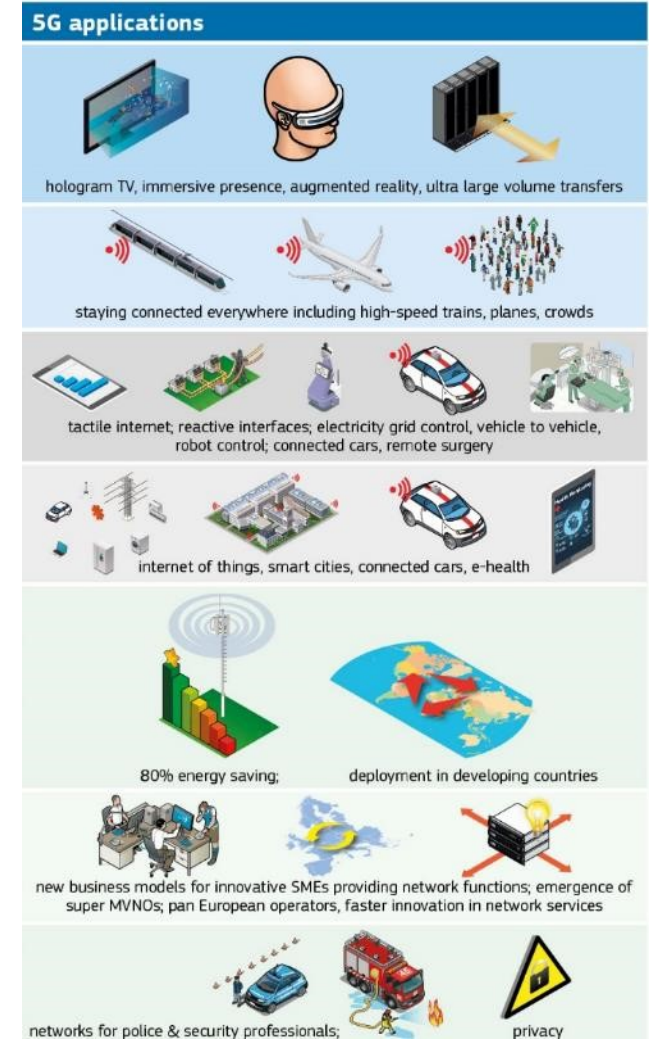 5G applications
hologram TV, immersive presence, augmented reality, ultra large volume transfers
staying connected everywhere including high-speed trains, planes, crowds
tactile internet; reactive interfaces; electricity grid control, vehicle to vehicle,
robot control; connected cars, remote surgery
internet of things, smart cities, connected cars, e-health
80% energy saving;
deployment in developing countries
new business models for innovative SMEs providing network functions; emergence of
super MVNOs; pan European operators, faster innovation in network services
networks for police & security professionals;
privacy